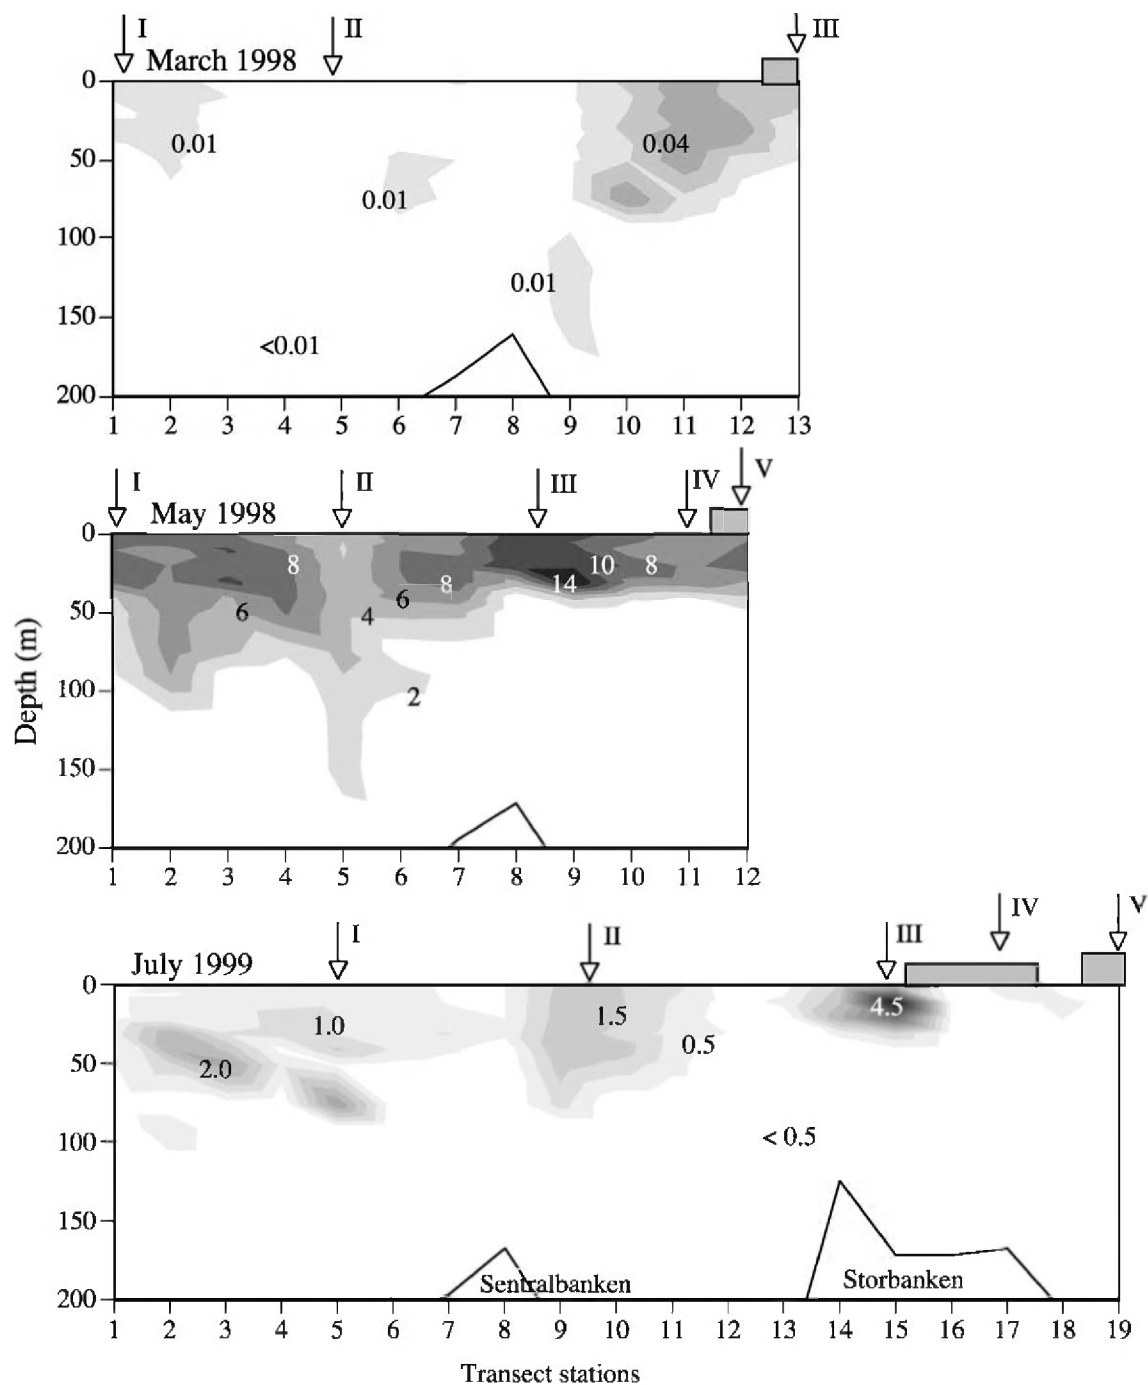 I II III
March 1998
0
50
100
150
200
0.01 0.04
0.01
0.01
<0.01
1 2 3 4 5 6 7 8 9 10 11 12 13
I II III IV V
May 1998
0
50
100
150
200
8 10 8
8 14
6 6 4
2
1 2 3 4 5 6 7 8 9 10 11 12
Depth (m)
I II III IV V
July 1999
0
50
100
150
200
1.0 1.5 4.5
2.0 0.5
< 0.5
Sentralbanken Storbanken
1 2 3 4 5 6 7 8 9 10 11 12 13 14 15 16 17 18 19
Transect stations